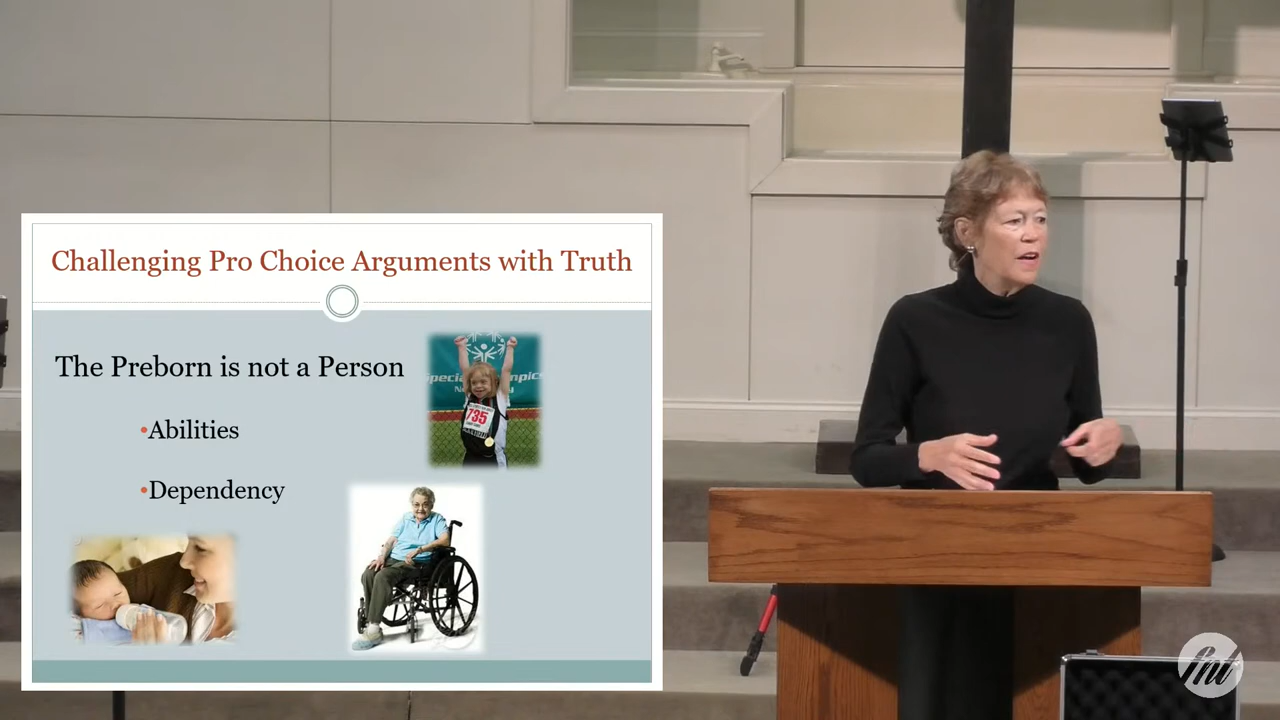 Challenging Pro Choice Arguments with Truth
The Preborn is not a Person
•Abilities
•Dependency
735